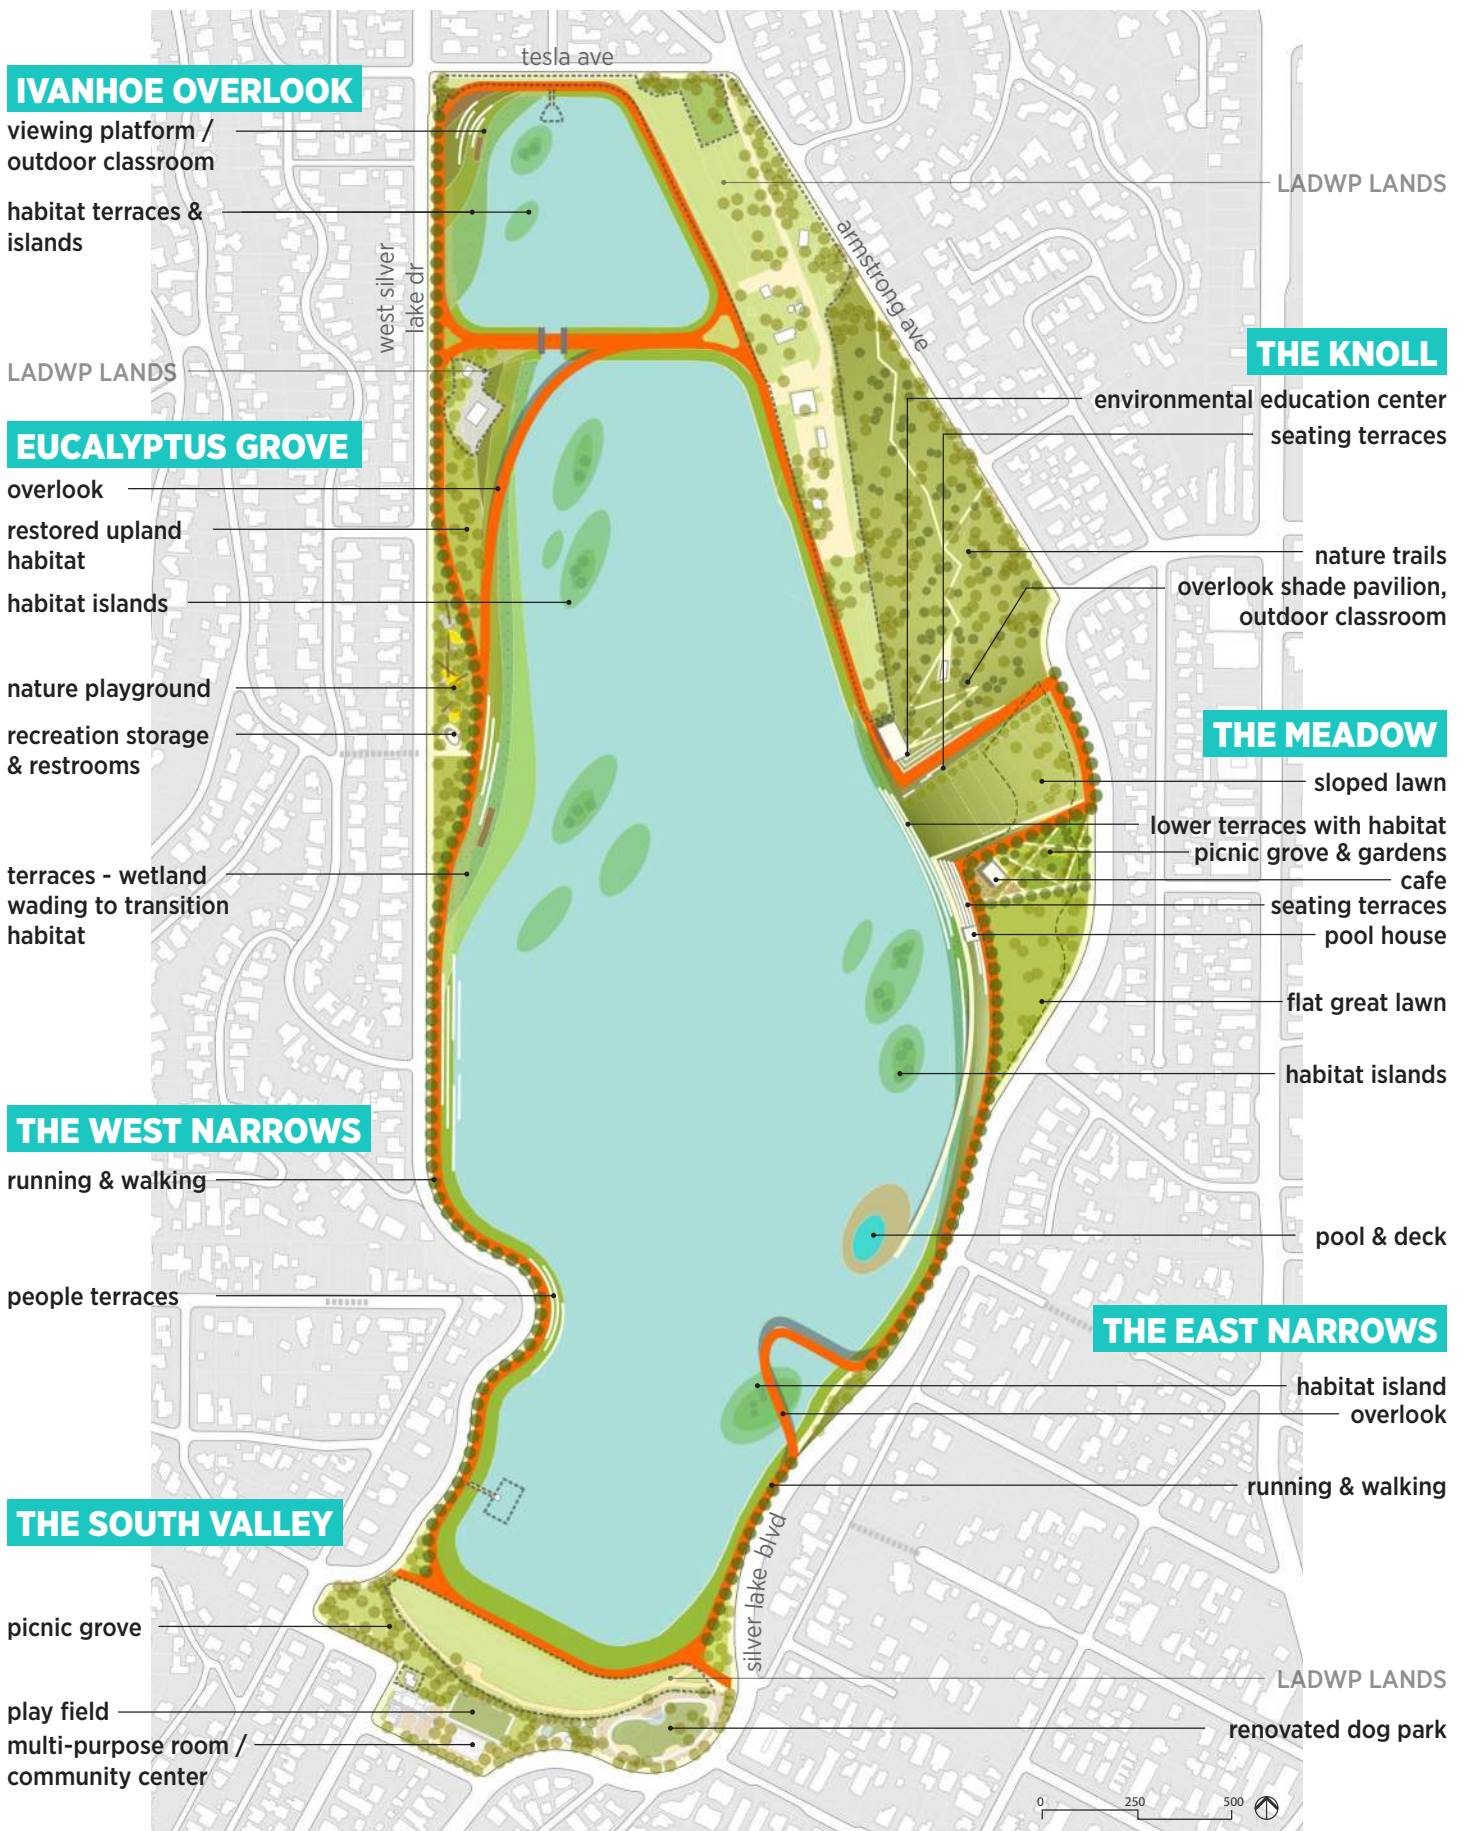 tesla ave
IVANHOE OVERLOOK
viewing platform /
outdoor classroom
habitat terraces &
islands
west silver
lake dr
LADWP LANDS
EUCALYPTUS GROVE
overlook
restored upland
habitat
habitat islands
nature playground
recreation storage
& restrooms
terraces - wetland
wading to transition
habitat
THE WEST NARROWS
running & walking
people terraces
THE SOUTH VALLEY
picnic grove
play field
multi-purpose room /
community center
LADWP LANDS
armstrong ave
THE KNOLL
environmental education center
seating terraces
nature trails
overlook shade pavilion,
outdoor classroom
THE MEADOW
sloped lawn
lower terraces with habitat
picnic grove & gardens
cafe
seating terraces
pool house
flat great lawn
habitat islands
pool & deck
THE EAST NARROWS
habitat island
overlook
running & walking
silver lake blvd
LADWP LANDS
renovated dog park
0 250 500